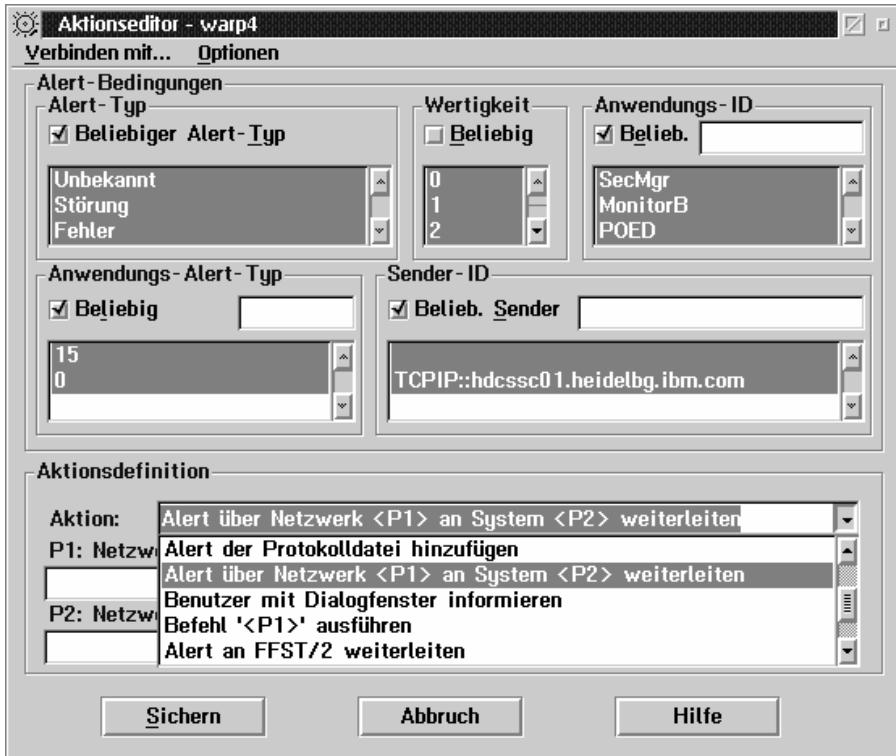 Aktionseditor - warp4
Verbinden mit... Optionen
Alert-Bedingungen
Alert-Typ
Beliebiger Alert-Typ
Unbekannt
Störung
Fehler
Wertigkeit
Beliebig
0
1
2
Anwendungs-ID
Belieb.
SecMgr
MonitorB
POED
Anwendungs-Alert-Typ
Beliebig
15
0
Sender-ID
Belieb. Sender
TCPIP::hdcssc01.heidelbg.ibm.com
Aktionsdefinition
Aktion: Alert über Netzwerk <P1> an System <P2> weiterleiten
P1: Netzw
P2: Netzw
Alert der Protokolldatei hinzufügen
Alert über Netzwerk <P1> an System <P2> weiterleiten
Benutzer mit Dialogfenster informieren
Befehl '<P1>' ausführen
Alert an FFST/2 weiterleiten
Sichern Abbruch Hilfe